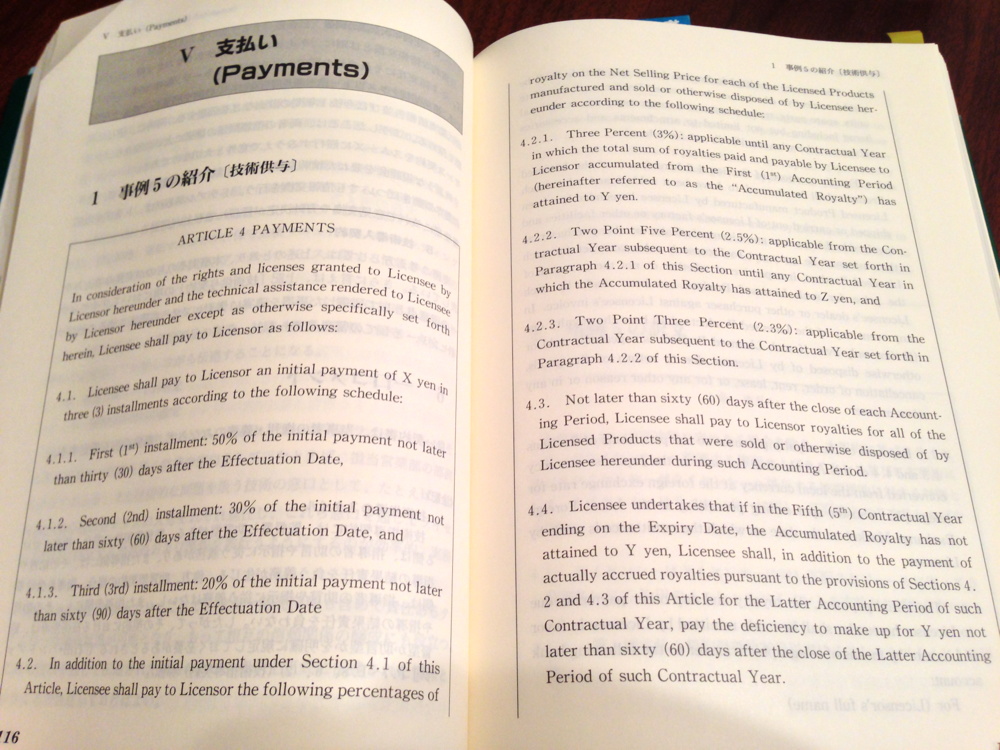 V 支払い (Payments)
V 支払い
(Payments)
1 事例5の紹介〔技術供与〕
ARTICLE 4 PAYMENTS
In consideration of the rights and licenses granted to Licensee by
Licensor hereunder and the technical assistance rendered to Licensee
by Licensor hereunder except as otherwise specifically set forth
herein, Licensee shall pay to Licensor as follows:
4.1. Licensee shall pay to Licensor an initial payment of X yen in
three (3) installments according to the following schedule:
4.1.1. First (1st) installment: 50% of the initial payment not later
than thirty (30) days after the Effectuation Date,
4.1.2. Second (2nd) installment: 30% of the initial payment not
later than sixty (60) days after the Effectuation Date, and
4.1.3. Third (3rd) installment: 20% of the initial payment not later
than sixty (90) days after the Effectuation Date
4.2. In addition to the initial payment under Section 4.1 of this
Article, Licensee shall pay to Licensor the following percentages of
116
1 事例5の紹介〔技術供与〕
royalty on the Net Selling Price for each of the Licensed Products
manufactured and sold or otherwise disposed of by Licensee her-
eunder according to the following schedule;
4.2.1. Three Percent (3%): applicable until any Contractual Year
in which the total sum of royalties paid and payable by Licensee to
Licensor accumulated from the First (1st) Accounting Period
(hereinafter referred to as the “Accumulated Royalty”) has
attained to Y yen.
4.2.2. Two Point Five Percent (2.5%): applicable from the Con-
tractual Year subsequent to the Contractual Year set forth in
Paragraph 4.2.1 of this Section until any Contractual Year in
which the Accumulated Royalty has attained to Z yen, and
4.2.3. Two Point Three Percent (2.3%): applicable from the
Contractual Year subsequent to the Contractual Year set forth in
Paragraph 4.2.2 of this Section.
4.3. Not later than sixty (60) days after the close of each Account-
ing Period, Licensee shall pay to Licensor royalties for all of the
Licensed Products that were sold or otherwise disposed of by
Licensee hereunder during such Accounting Period.
4.4. Licensee undertakes that if in the Fifth (5th) Contractual Year
ending on the Expiry Date, the Accumulated Royalty has not
attained to Y yen, Licensee shall, in addition to the payment of
actually accrued royalties pursuant to the provisions of Sections 4.
2 and 4.3 of this Article for the Latter Accounting Period of such
Contractual Year, pay the deficiency to make up for Y yen not
later than sixty (60) days after the close of the Latter Accounting
Period of such Contractual Year.